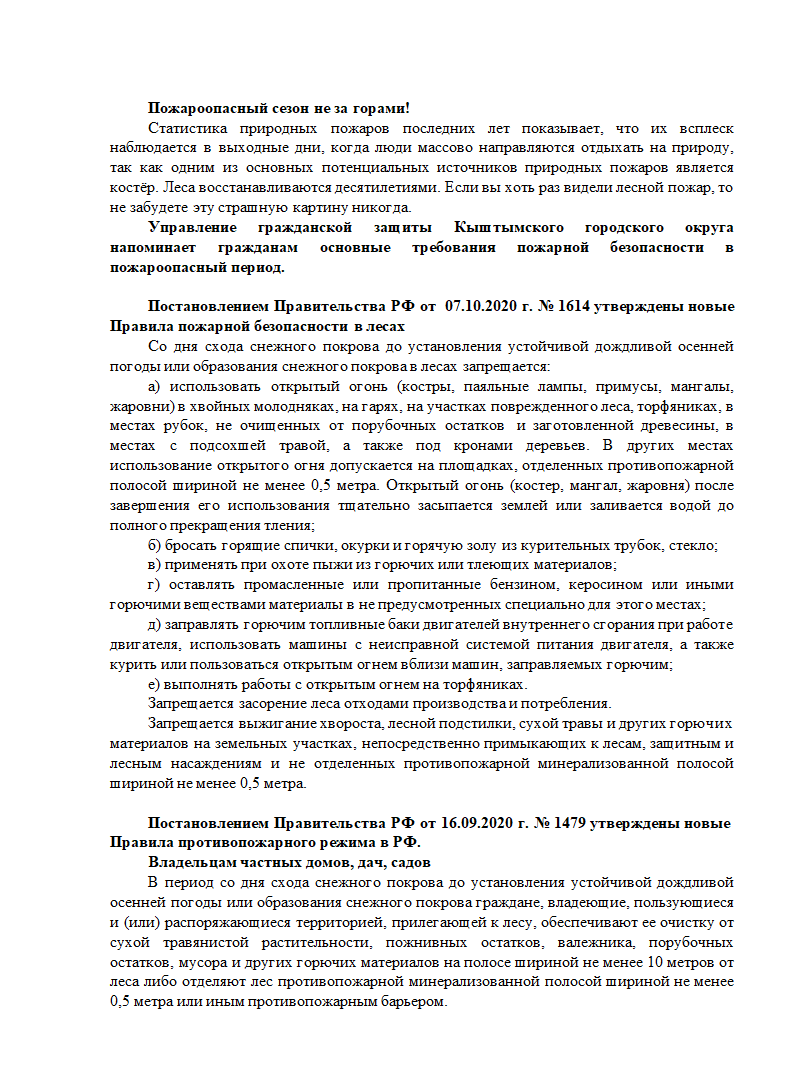 Пожароопасный сезон не за горами!
Статистика природных пожаров последних лет показывает, что их всплеск
наблюдается в выходные дни, когда люди массово направляются отдыхать на природу,
так как одним из основных потенциальных источников природных пожаров является
костёр. Леса восстанавливаются десятилетиями. Если вы хоть раз видели лесной пожар, то
не забудете эту страшную картину никогда.
Управление гражданской защиты Кыштымского городского округа
напоминает гражданам основные требования пожарной безопасности в
пожароопасный период.
Постановлением Правительства РФ от 07.10.2020 г. № 1614 утверждены новые
Правила пожарной безопасности в лесах
Со дня схода снежного покрова до установления устойчивой дождливой осенней
погоды или образования снежного покрова в лесах запрещается:
а) использовать открытый огонь (костры, паяльные лампы, примусы, мангалы,
жаровни) в хвойных молодняках, на гарях, на участках поврежденного леса, торфяниках, в
местах рубок, не очищенных от порубочных остатков и заготовленной древесины, в
местах с подсохшей травой, а также под кронами деревьев. В других местах
использование открытого огня допускается на площадках, отделенных противопожарной
полосой шириной не менее 0,5 метра. Открытый огонь (костер, мангал, жаровня) после
завершения его использования тщательно засыпается землей или заливается водой до
полного прекращения тления;
б) бросать горящие спички, окурки и горячую золу из курительных трубок, стекло;
в) применять при охоте пыжи из горючих или тлеющих материалов;
г) оставлять промасленные или пропитанные бензином, керосином или иными
горючими веществами материалы в не предусмотренных специально для этого местах;
д) заправлять горючим топливные баки двигателей внутреннего сгорания при работе
двигателя, использовать машины с неисправной системой питания двигателя, а также
курить или пользоваться открытым огнем вблизи машин, заправляемых горючим;
е) выполнять работы с открытым огнем на торфяниках.
Запрещается засорение леса отходами производства и потребления.
Запрещается выжигание хвороста, лесной подстилки, сухой травы и других горючих
материалов на земельных участках, непосредственно примыкающих к лесам, защитным и
лесным насаждениям и не отделенных противопожарной минерализованной полосой
шириной не менее 0,5 метра.
Постановлением Правительства РФ от 16.09.2020 г. № 1479 утверждены новые
Правила противопожарного режима в РФ.
Владельцам частных домов, дач, садов
В период со дня схода снежного покрова до установления устойчивой дождливой
осенней погоды или образования снежного покрова граждане, владеющие, пользующиеся
и (или) распоряжающиеся территорией, прилегающей к лесу, обеспечивают ее очистку от
сухой травянистой растительности, пожнивных остатков, валежника, порубочных
остатков, мусора и других горючих материалов на полосе шириной не менее 10 метров от
леса либо отделяют лес противопожарной минерализованной полосой шириной не менее
0,5 метра или иным противопожарным барьером.